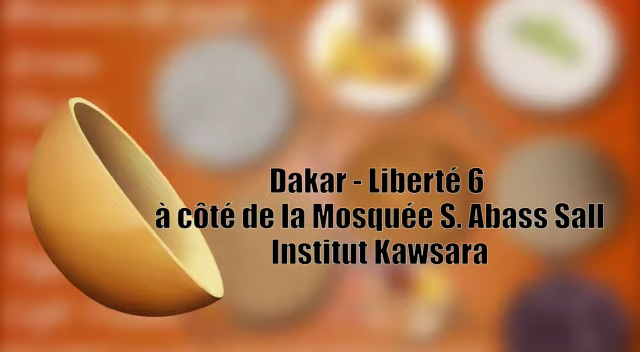 Dakar - Liberté 6
à côté de la Mosquée S. Abass Sall
Institut Kawsara